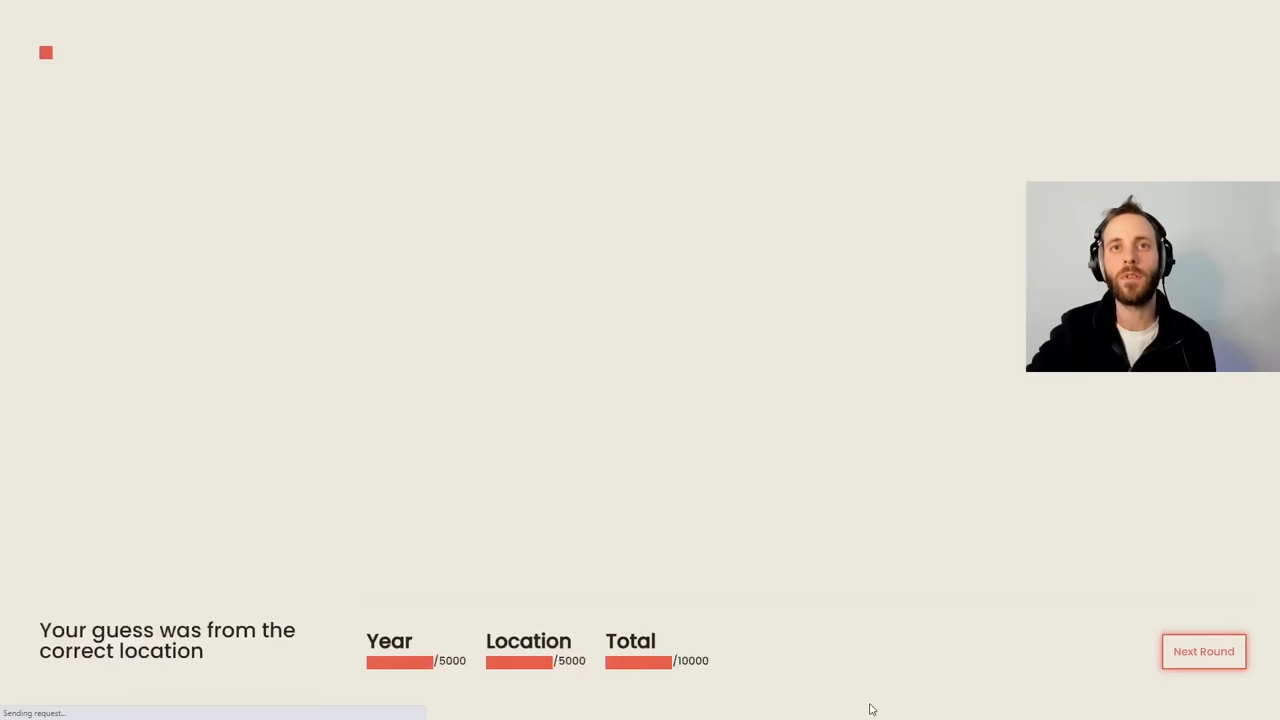 Your guess was from the
correct location
Year
/5000
Location
/5000
Total
/10000
Next Round
Sending request...